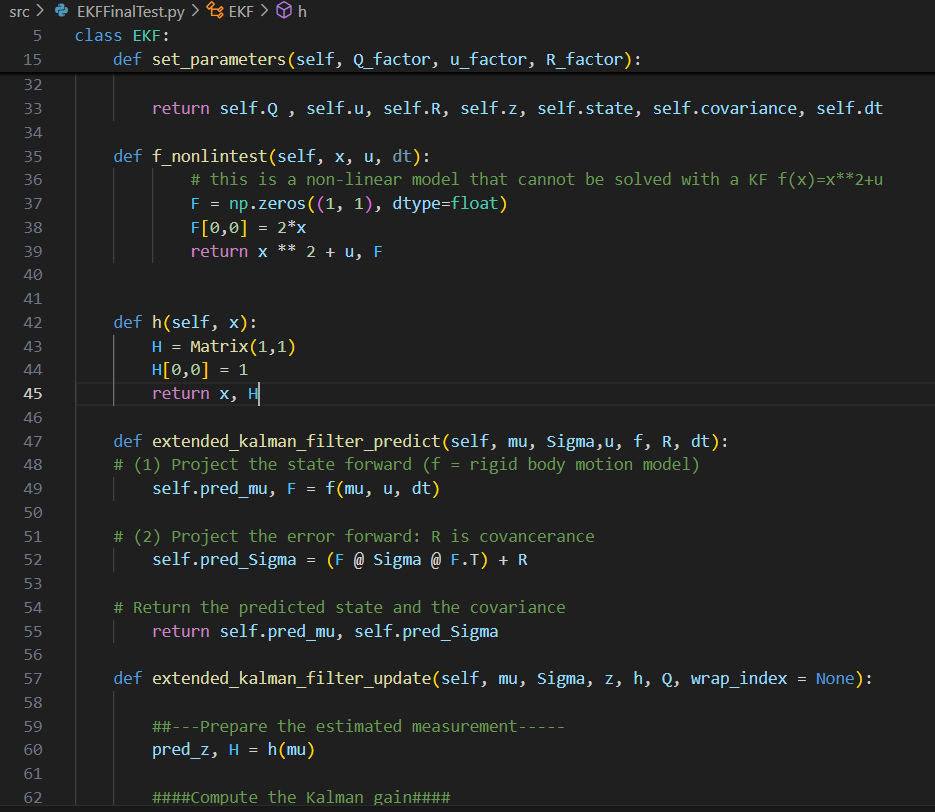 src > EKFFinalTest.py > EKF > h
5 class EKF:
15     def set_parameters(self, Q_factor, u_factor, R_factor):
32
33         return self.Q , self.u, self.R, self.z, self.state, self.covariance, self.dt
34
35     def f_nonlintest(self, x, u, dt):
36             # this is a non-linear model that cannot be solved with a KF f(x)=x**2+u
37             F = np.zeros((1, 1), dtype=float)
38             F[0,0] = 2*x
39             return x ** 2 + u, F
40
41
42     def h(self, x):
43         H = Matrix(1,1)
44         H[0,0] = 1
45         return x, H
46
47     def extended_kalman_filter_predict(self, mu, Sigma,u, f, R, dt):
48     # (1) Project the state forward (f = rigid body motion model)
49         self.pred_mu, F = f(mu, u, dt)
50
51     # (2) Project the error forward: R is covancerance
52         self.pred_Sigma = (F @ Sigma @ F.T) + R
53
54     # Return the predicted state and the covariance
55         return self.pred_mu, self.pred_Sigma
56
57     def extended_kalman_filter_update(self, mu, Sigma, z, h, Q, wrap_index = None):
58
59         ##---Prepare the estimated measurement-----
60         pred_z, H = h(mu)
61
62         ####Compute the Kalman gain####